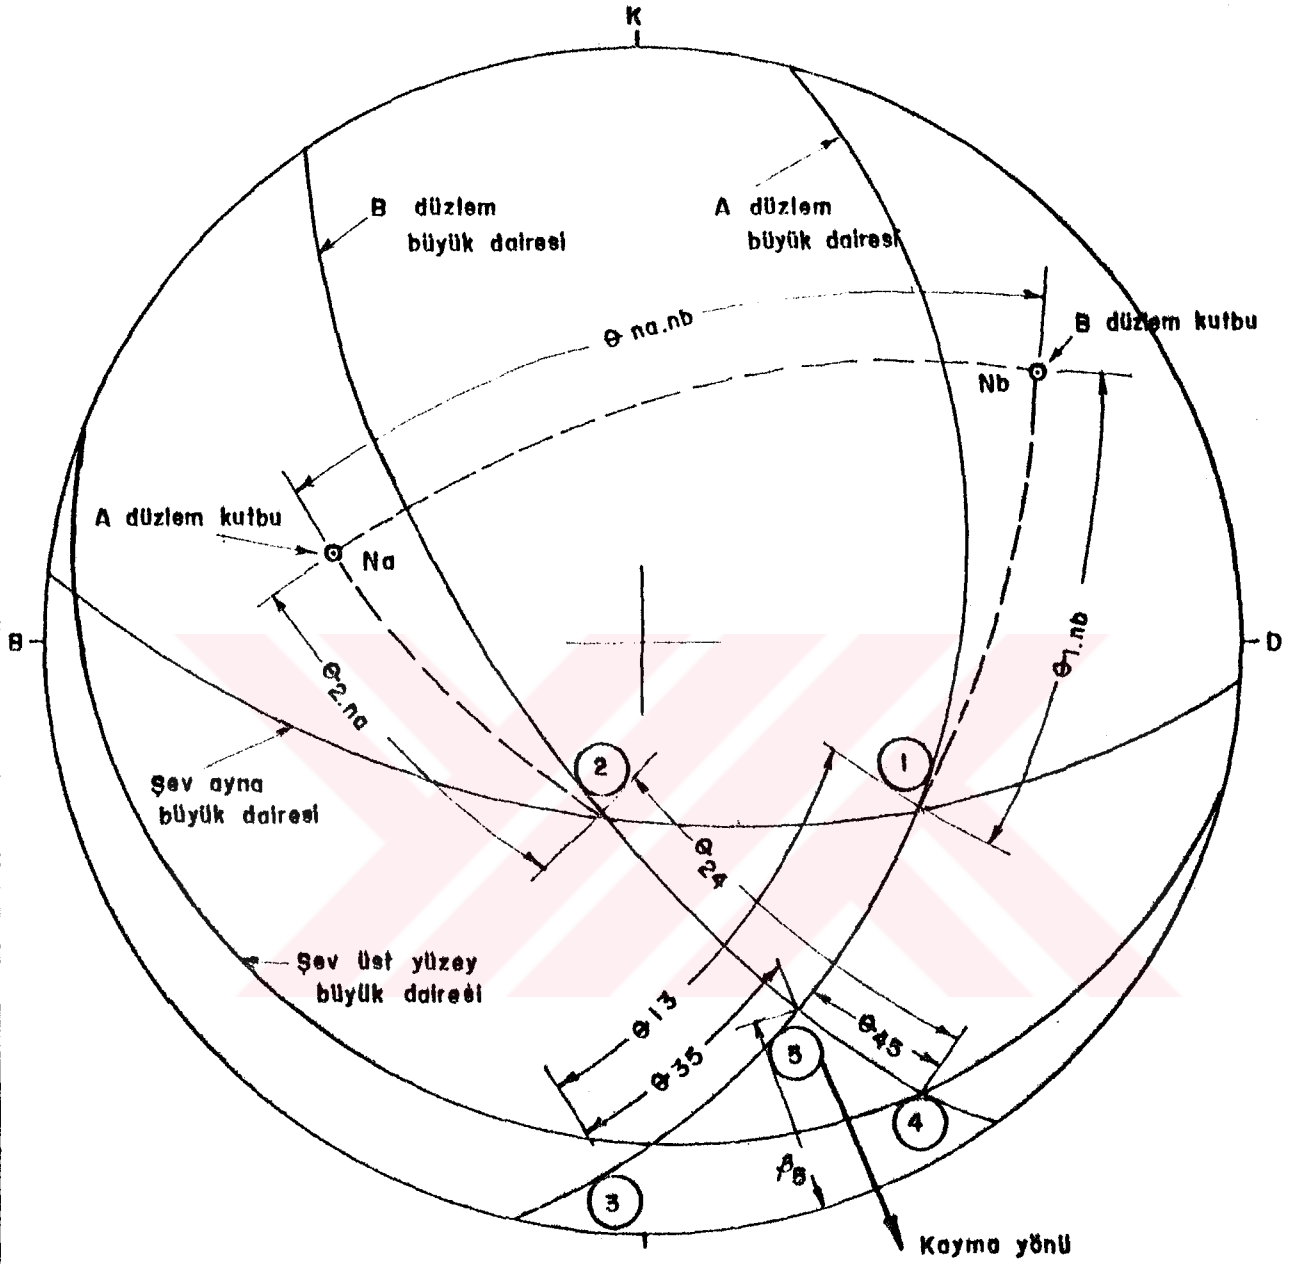 K
B düzlem
büyük dairesi
A düzlem
büyük dairesi
θ na.nb
B düzlem kutbu
Nb
A düzlem kutbu
Na
B
D
θ2.na
θ1.nb
2
1
Şev ayna
büyük dairesi
θ
24
Şev üst yüzey
büyük dairesi
θ13
θ35
θ45
5
4
β5
3
Kayma yönü